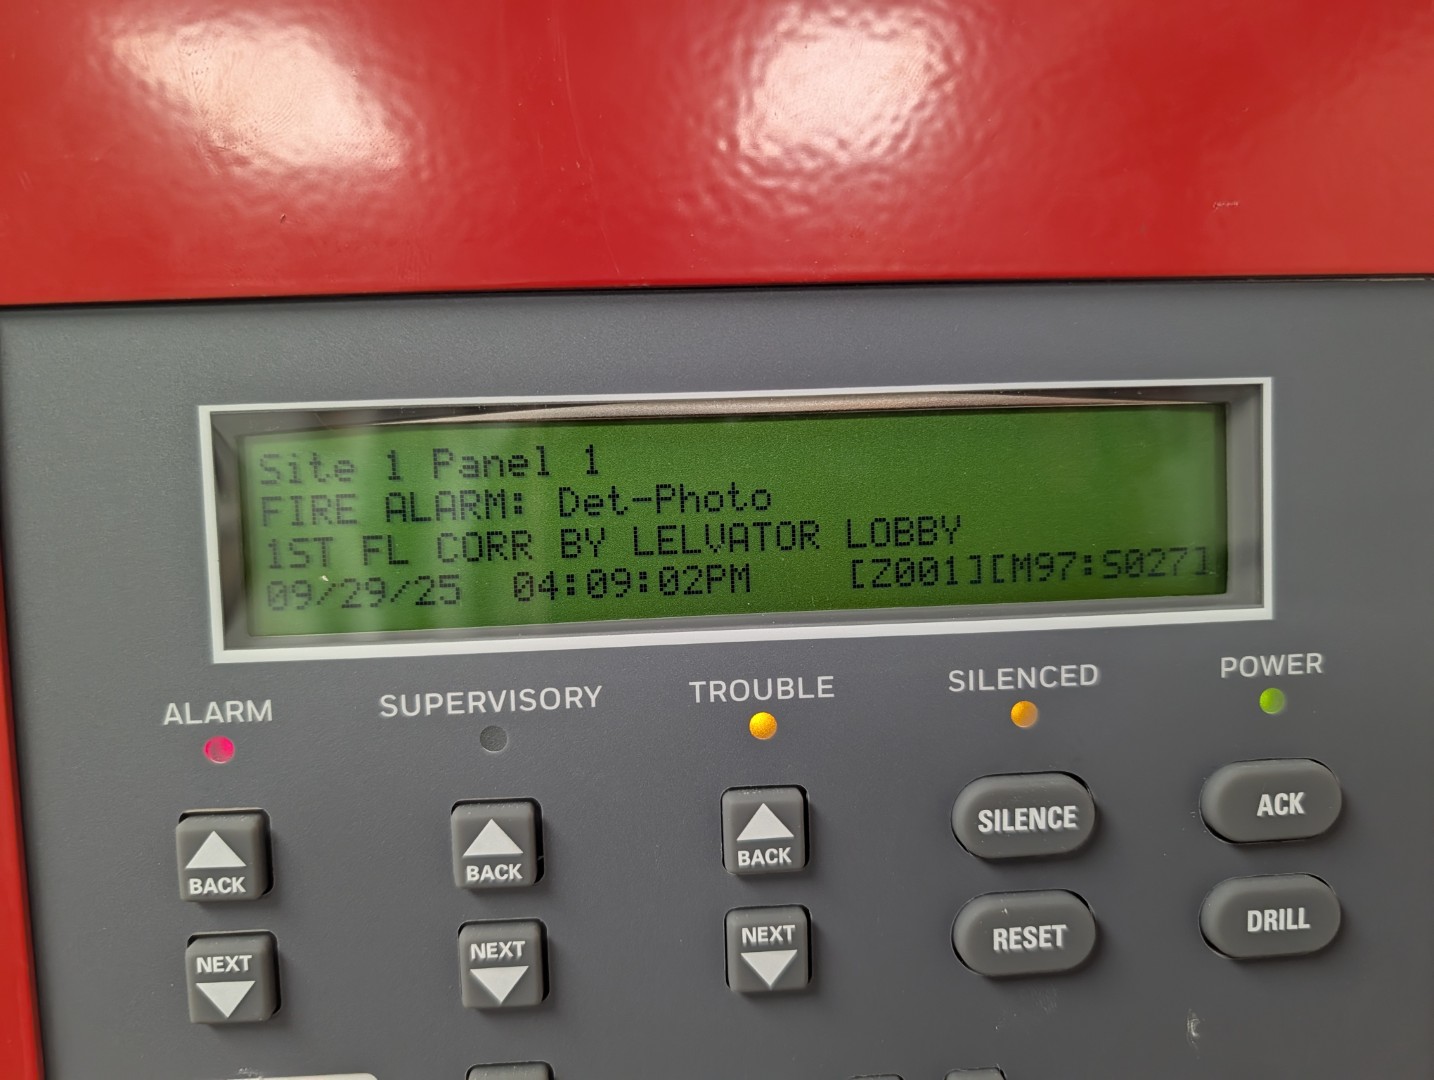 Site 1 Panel 1
FIRE ALARM: Det-Photo
1ST FL CORR BY LELVATOR LOBBY
09/29/25 04:09:02PM [Z001][M97:S027]
ALARM SUPERVISORY TROUBLE SILENCED POWER
BACK BACK BACK SILENCE ACK
NEXT NEXT NEXT RESET DRILL